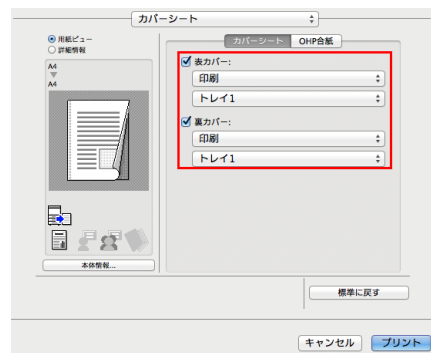 カバーシート
用紙ビュー
詳細情報
A4
A4
本体情報...
カバーシート
OHP合紙
表カバー:
印刷
トレイ1
裏カバー:
印刷
トレイ1
標準に戻す
キャンセル
プリント